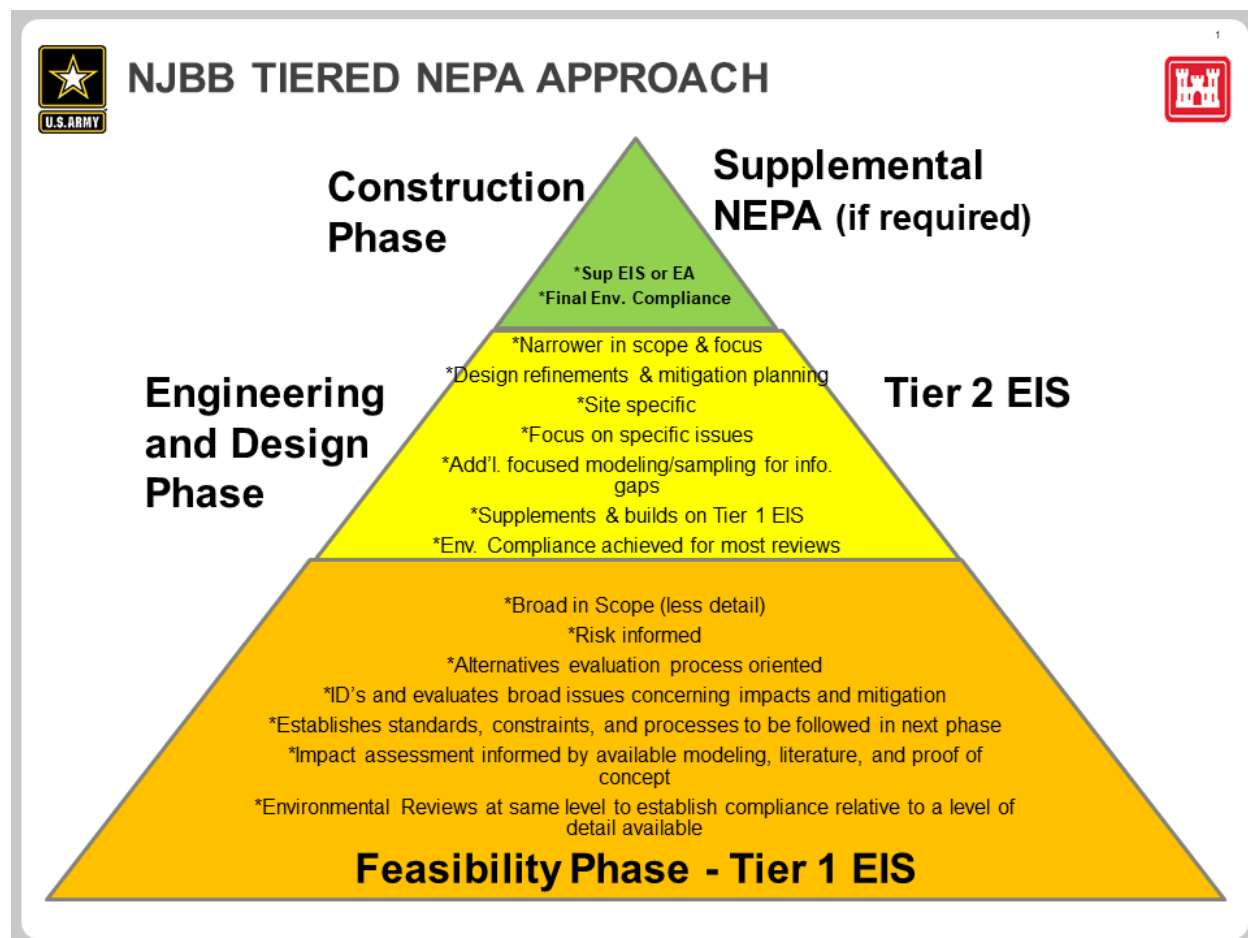 1
NJBB TIERED NEPA APPROACH
U.S.ARMY
Construction
Phase
Supplemental
NEPA (if required)
*Sup EIS or EA
*Final Env. Compliance
Engineering
and Design
Phase
Tier 2 EIS
*Narrower in scope & focus
*Design refinements & mitigation planning
*Site specific
*Focus on specific issues
*Add'l. focused modeling/sampling for info.
gaps
*Supplements & builds on Tier 1 EIS
*Env. Compliance achieved for most reviews
*Broad in Scope (less detail)
*Risk informed
*Alternatives evaluation process oriented
*ID's and evaluates broad issues concerning impacts and mitigation
*Establishes standards, constraints, and processes to be followed in next phase
*Impact assessment informed by available modeling, literature, and proof of
concept
*Environmental Reviews at same level to establish compliance relative to a level of
detail available
Feasibility Phase - Tier 1 EIS